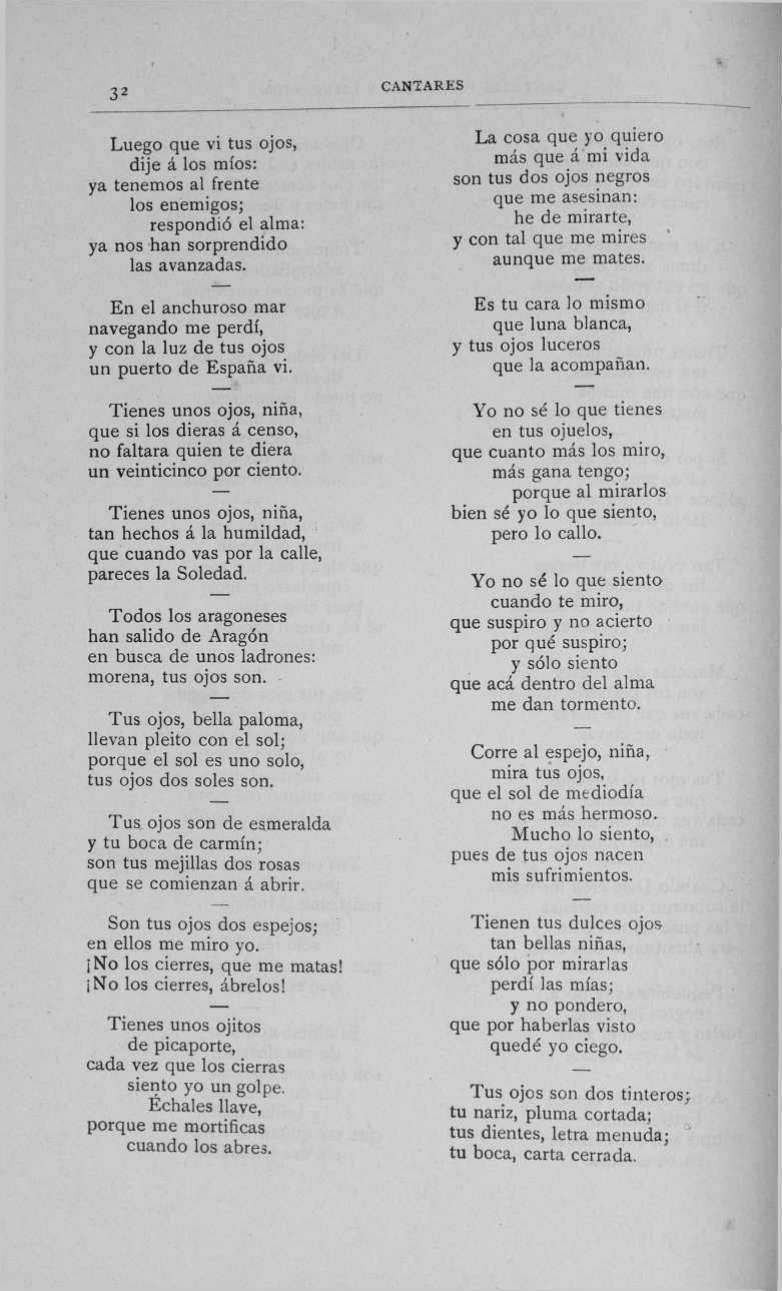 32
CANTARES
Luego que vi tus ojos,
dije á los míos:
ya tenemos al frente
los enemigos;
respondió el alma:
ya nos han sorprendido
las avanzadas.
En el anchuroso mar
navegando me perdí,
y con la luz de tus ojos
un puerto de España vi.
Tienes unos ojos, niña,
que si los dieras á censo,
no faltara quien te diera
un veinticinco por ciento.
Tienes unos ojos, niña,
tan hechos á la humildad,
que cuando vas por la calle,
pareces la Soledad.
Todos los aragoneses
han salido de Aragón
en busca de unos ladrones:
morena, tus ojos son.
Tus ojos, bella paloma,
llevan pleito con el sol;
porque el sol es uno solo,
tus ojos dos soles son.
Tus ojos son de esmeralda
y tu boca de carmín;
son tus mejillas dos rosas
que se comienzan á abrir.
Son tus ojos dos espejos;
en ellos me miro yo.
¡No los cierres, que me matas!
¡No los cierres, ábrelos!
Tienes unos ojitos
de picaporte,
cada vez que los cierras
siento yo un golpe.
Échales llave,
porque me mortificas
cuando los abres.
La cosa que yo quiero
más que á mi vida
son tus dos ojos negros
que me asesinan:
he de mirarte,
y con tal que me mires
aunque me mates.
Es tu cara lo mismo
que luna blanca,
y tus ojos luceros
que la acompañan.
Yo no sé lo que tienes
en tus ojuelos,
que cuanto más los miro,
más gana tengo;
porque al mirarlos
bien sé yo lo que siento,
pero lo callo.
Yo no sé lo que siento
cuando te miro,
que suspiro y no acierto
por qué suspiro;
y sólo siento
que acá dentro del alma
me dan tormento.
Corre al espejo, niña,
mira tus ojos,
que el sol de mediodía
no es más hermoso.
Mucho lo siento,
pues de tus ojos nacen
mis sufrimientos.
Tienen tus dulces ojos
tan bellas niñas,
que sólo por mirarlas
perdí las mías;
y no pondero,
que por haberlas visto
quedé yo ciego.
Tus ojos son dos tinteros;
tu nariz, pluma cortada;
tus dientes, letra menuda;
tu boca, carta cerrada.